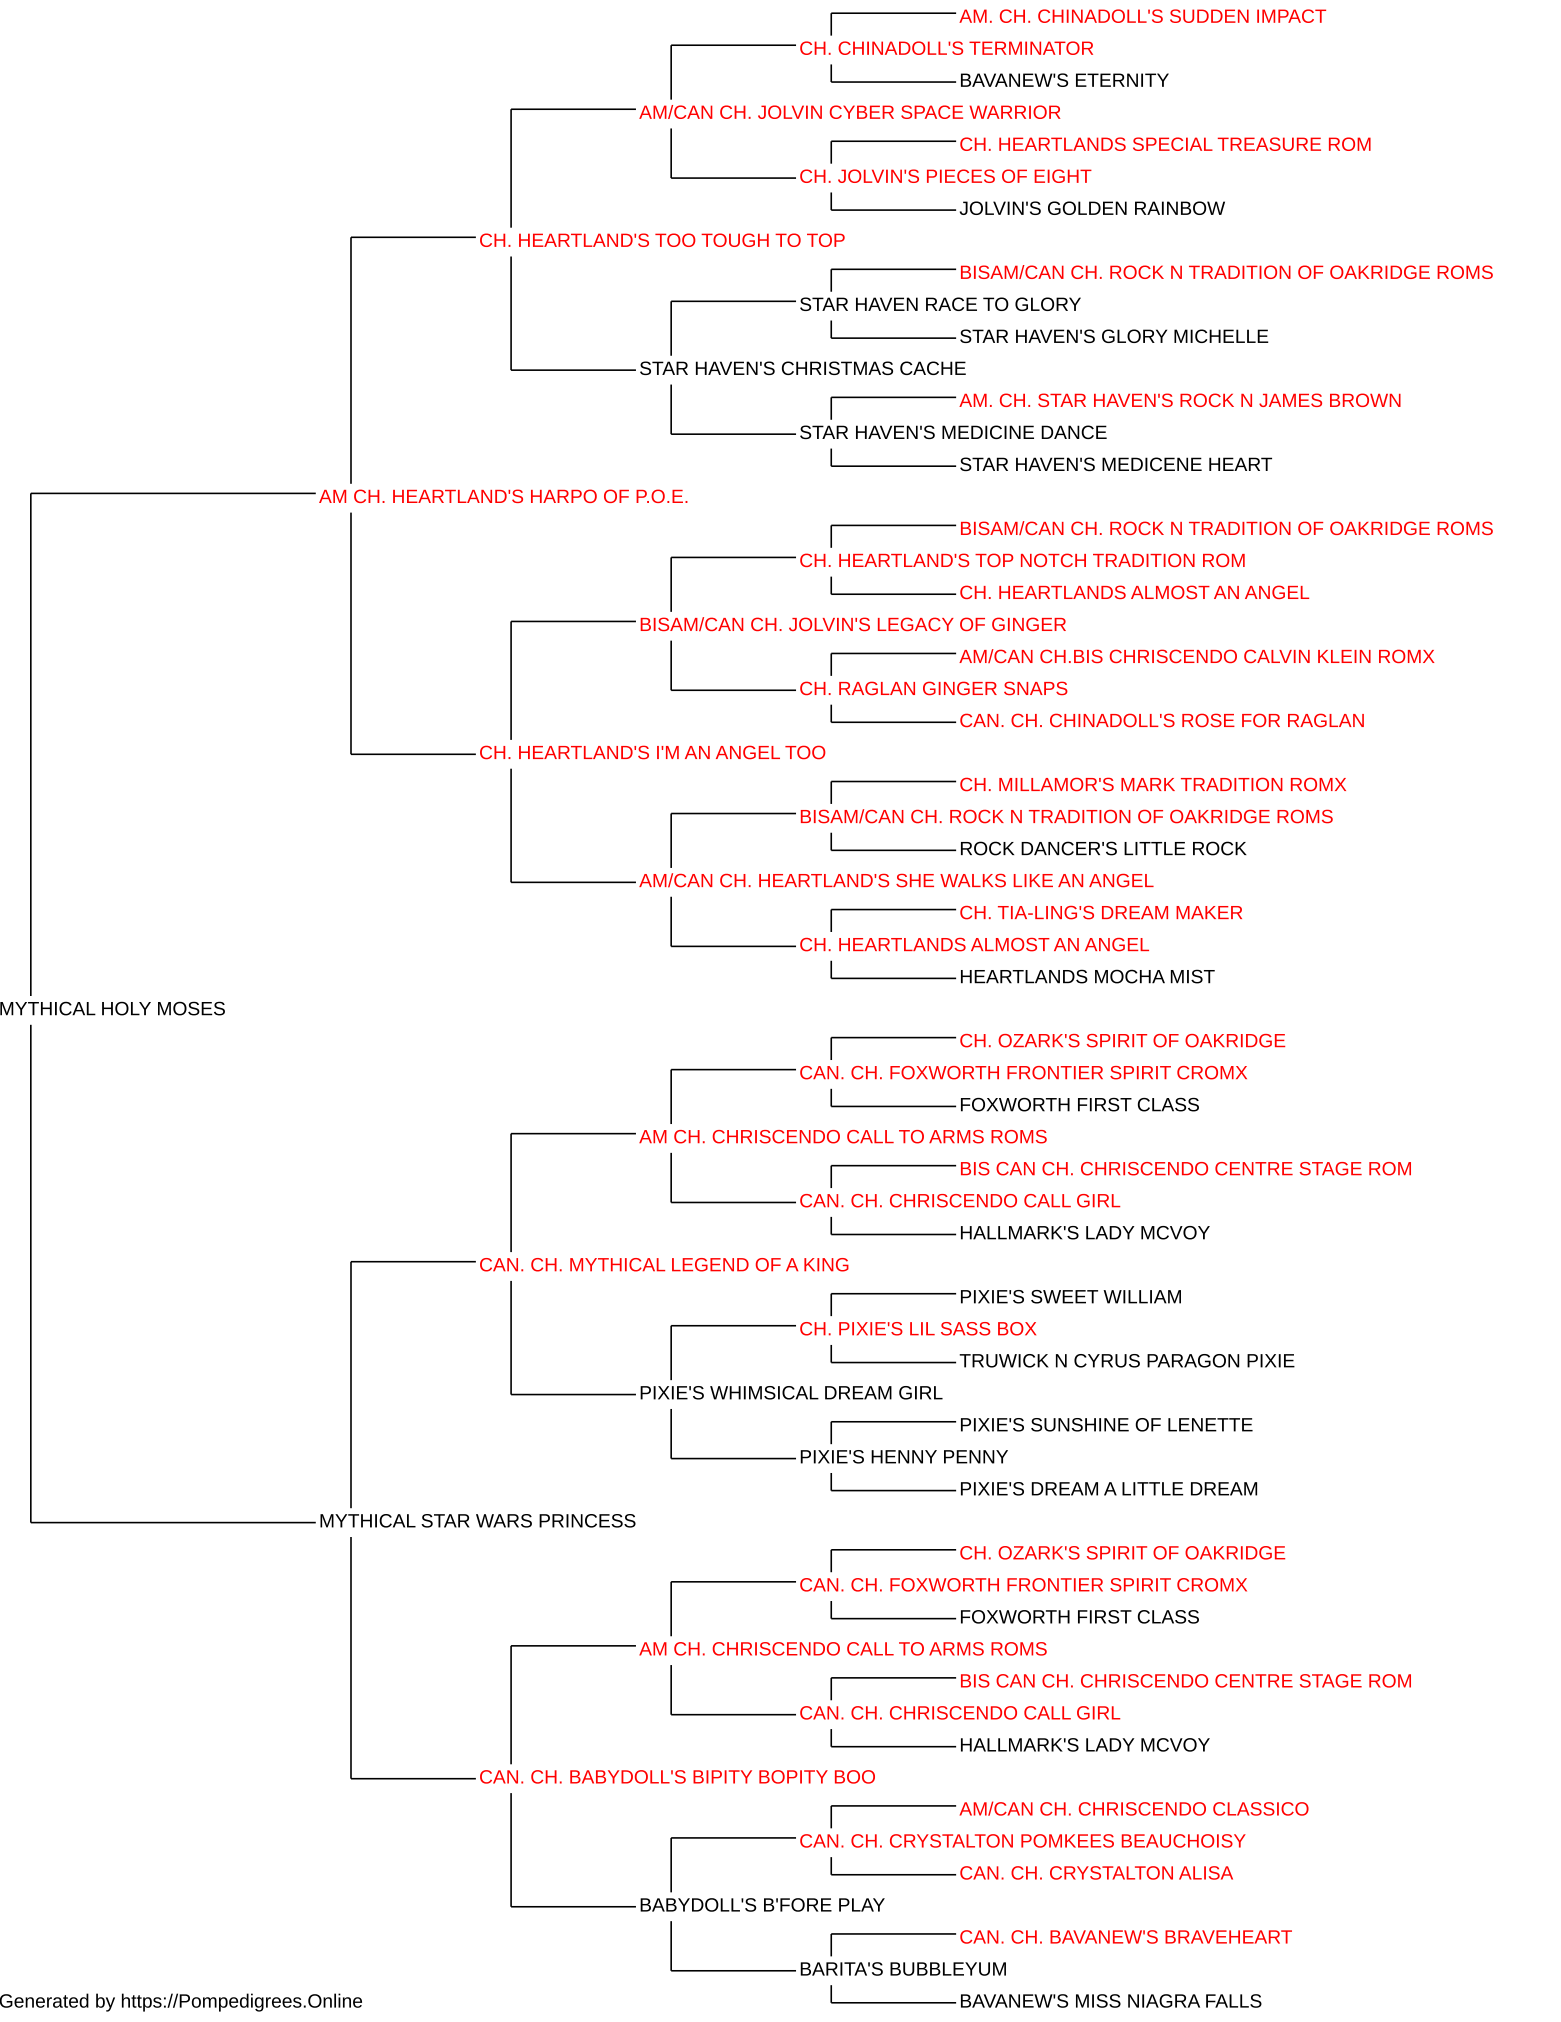 AM. CH. CHINADOLL'S SUDDEN IMPACT
CH. CHINADOLL'S TERMINATOR
BAVANEW'S ETERNITY
AM/CAN CH. JOLVIN CYBER SPACE WARRIOR
CH. HEARTLANDS SPECIAL TREASURE ROM
CH. JOLVIN'S PIECES OF EIGHT
JOLVIN'S GOLDEN RAINBOW
CH. HEARTLAND'S TOO TOUGH TO TOP
BISAM/CAN CH. ROCK N TRADITION OF OAKRIDGE ROMS
STAR HAVEN RACE TO GLORY
STAR HAVEN'S GLORY MICHELLE
STAR HAVEN'S CHRISTMAS CACHE
AM. CH. STAR HAVEN'S ROCK N JAMES BROWN
STAR HAVEN'S MEDICINE DANCE
STAR HAVEN'S MEDICENE HEART
AM CH. HEARTLAND'S HARPO OF P.O.E.
BISAM/CAN CH. ROCK N TRADITION OF OAKRIDGE ROMS
CH. HEARTLAND'S TOP NOTCH TRADITION ROM
CH. HEARTLANDS ALMOST AN ANGEL
BISAM/CAN CH. JOLVIN'S LEGACY OF GINGER
AM/CAN CH.BIS CHRISCENDO CALVIN KLEIN ROMX
CH. RAGLAN GINGER SNAPS
CAN. CH. CHINADOLL'S ROSE FOR RAGLAN
CH. HEARTLAND'S I'M AN ANGEL TOO
CH. MILLAMOR'S MARK TRADITION ROMX
BISAM/CAN CH. ROCK N TRADITION OF OAKRIDGE ROMS
ROCK DANCER'S LITTLE ROCK
AM/CAN CH. HEARTLAND'S SHE WALKS LIKE AN ANGEL
CH. TIA-LING'S DREAM MAKER
CH. HEARTLANDS ALMOST AN ANGEL
HEARTLANDS MOCHA MIST
MYTHICAL HOLY MOSES
CH. OZARK'S SPIRIT OF OAKRIDGE
CAN. CH. FOXWORTH FRONTIER SPIRIT CROMX
FOXWORTH FIRST CLASS
AM CH. CHRISCENDO CALL TO ARMS ROMS
BIS CAN CH. CHRISCENDO CENTRE STAGE ROM
CAN. CH. CHRISCENDO CALL GIRL
HALLMARK'S LADY MCVOY
CAN. CH. MYTHICAL LEGEND OF A KING
PIXIE'S SWEET WILLIAM
CH. PIXIE'S LIL SASS BOX
TRUWICK N CYRUS PARAGON PIXIE
PIXIE'S WHIMSICAL DREAM GIRL
PIXIE'S SUNSHINE OF LENETTE
PIXIE'S HENNY PENNY
PIXIE'S DREAM A LITTLE DREAM
MYTHICAL STAR WARS PRINCESS
CH. OZARK'S SPIRIT OF OAKRIDGE
CAN. CH. FOXWORTH FRONTIER SPIRIT CROMX
FOXWORTH FIRST CLASS
AM CH. CHRISCENDO CALL TO ARMS ROMS
BIS CAN CH. CHRISCENDO CENTRE STAGE ROM
CAN. CH. CHRISCENDO CALL GIRL
HALLMARK'S LADY MCVOY
CAN. CH. BABYDOLL'S BIPITY BOPITY BOO
AM/CAN CH. CHRISCENDO CLASSICO
CAN. CH. CRYSTALTON POMKEES BEAUCHOISY
CAN. CH. CRYSTALTON ALISA
BABYDOLL'S B'FORE PLAY
CAN. CH. BAVANEW'S BRAVEHEART
BARITA'S BUBBLEYUM
BAVANEW'S MISS NIAGRA FALLS
Generated by https://Pompedigrees.Online